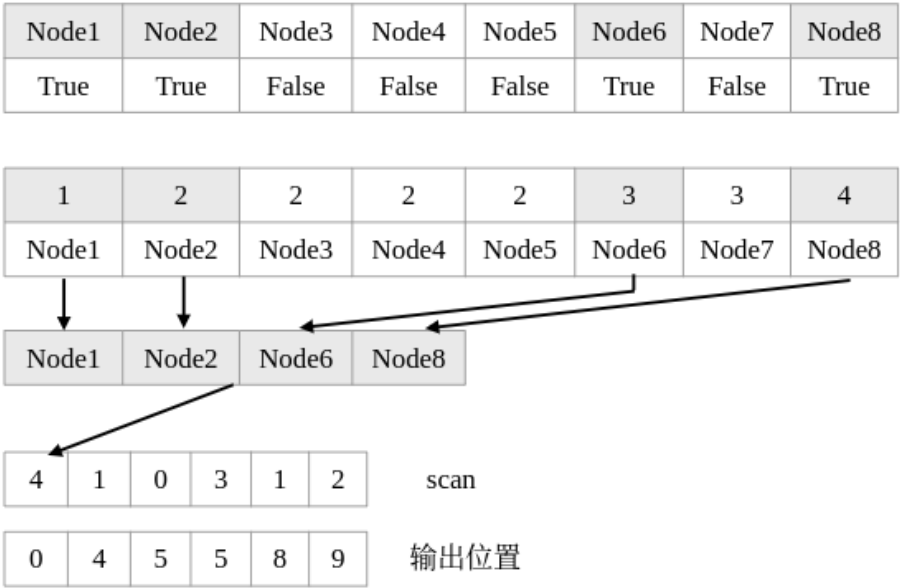 Node1 Node2 Node3 Node4 Node5 Node6 Node7 Node8
True True False False False True False True
1 2 2 2 2 3 3 4
Node1 Node2 Node3 Node4 Node5 Node6 Node7 Node8
Node1 Node2 Node6 Node8
4 1 0 3 1 2 scan
0 4 5 5 8 9 输出位置